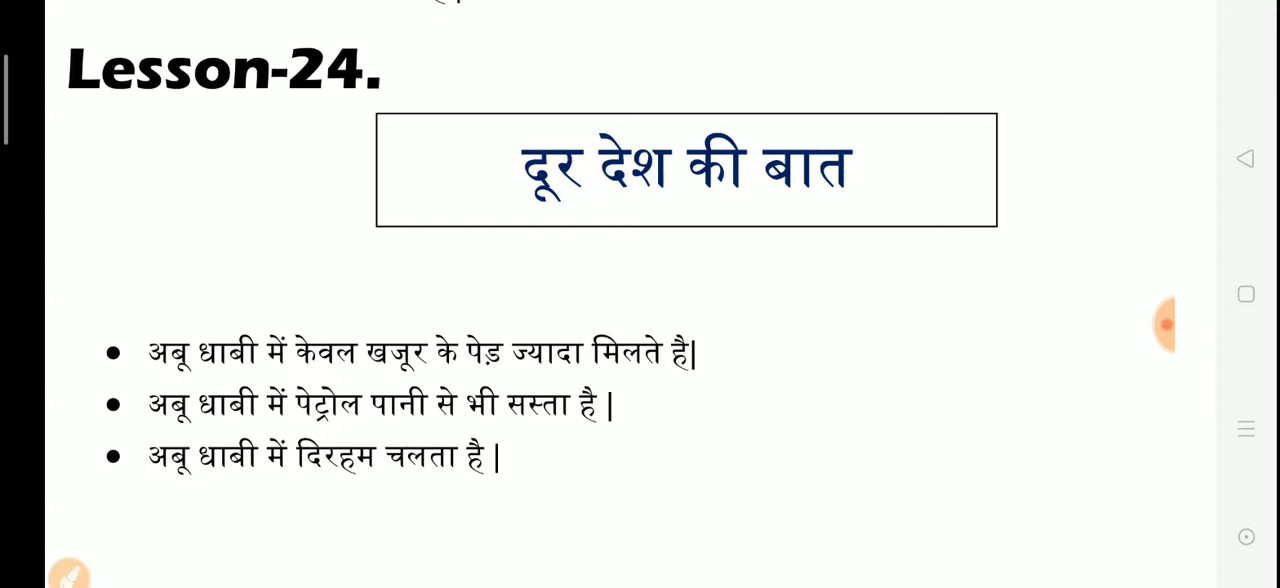 Lesson-24.
दूर देश की बात
• अबू धाबी में केवल खजूर के पेड़ ज्यादा मिलते है|
• अबू धाबी में पेट्रोल पानी से भी सस्ता है |
• अबू धाबी में दिरहम चलता है |